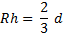 Rh = 2/3 d